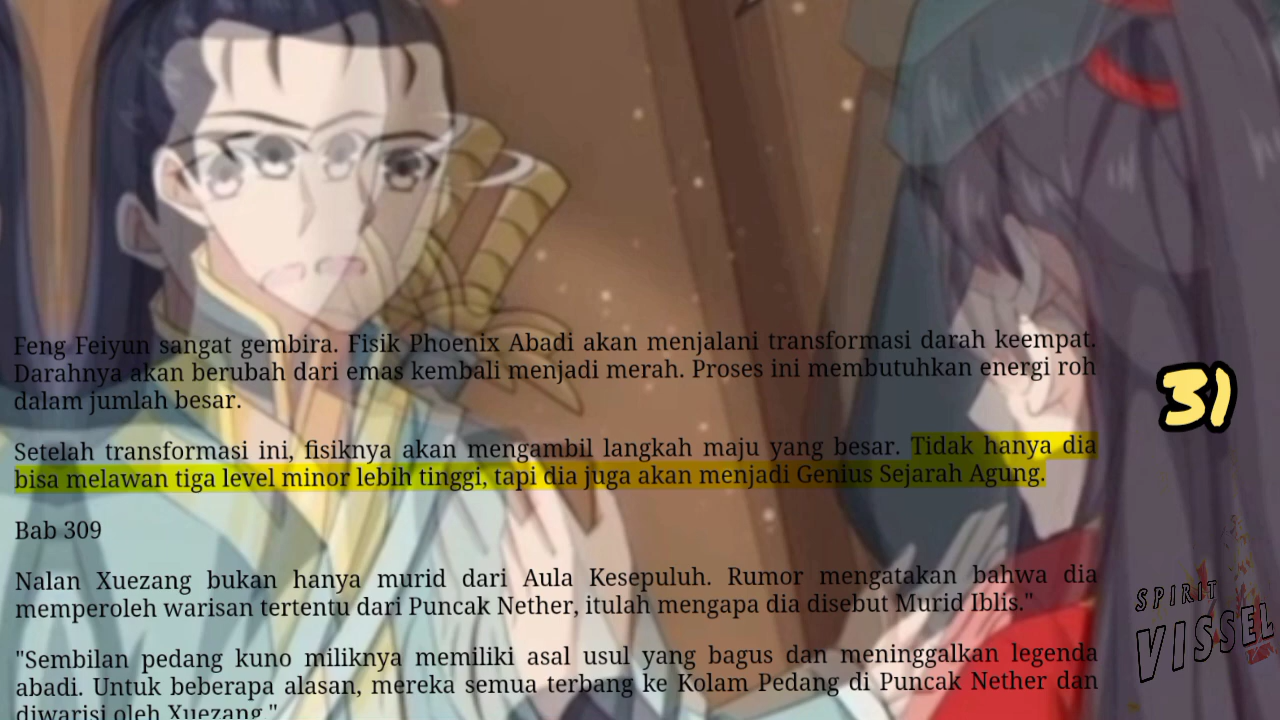 Feng Feiyun sangat gembira. Fisik Phoenix Abadi akan menjalani transformasi darah keempat.
Darahnya akan berubah dari emas kembali menjadi merah. Proses ini membutuhkan energi roh
dalam jumlah besar.
Setelah transformasi ini, fisiknya akan mengambil langkah maju yang besar. Tidak hanya dia
bisa melawan tiga level minor lebih tinggi, tapi dia juga akan menjadi Genius Sejarah Agung.
Bab 309
Nalan Xuezang bukan hanya murid dari Aula Kesepuluh. Rumor mengatakan bahwa dia
memperoleh warisan tertentu dari Puncak Nether, itulah mengapa dia disebut Murid Iblis."
"Sembilan pedang kuno miliknya memiliki asal usul yang bagus dan meninggalkan legenda
abadi. Untuk beberapa alasan, mereka semua terbang ke Kolam Pedang di Puncak Nether dan
diwarisi oleh Xuezang."
31
SPIRIT
VISSEL